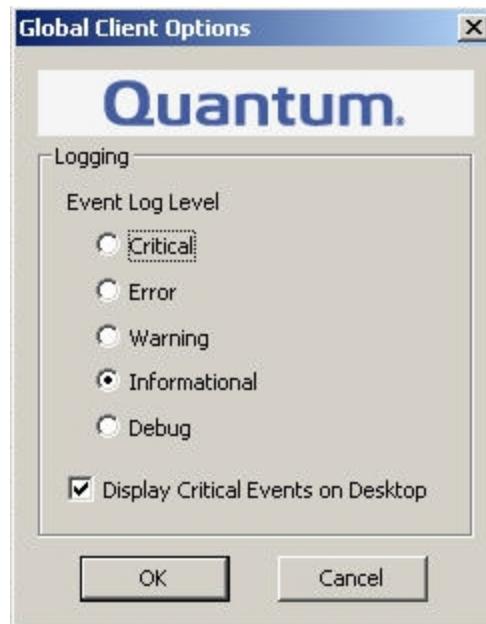 Global Client Options
Quantum.
Logging
Event Log Level
Critical
Error
Warning
Informational
Debug
Display Critical Events on Desktop
OK Cancel